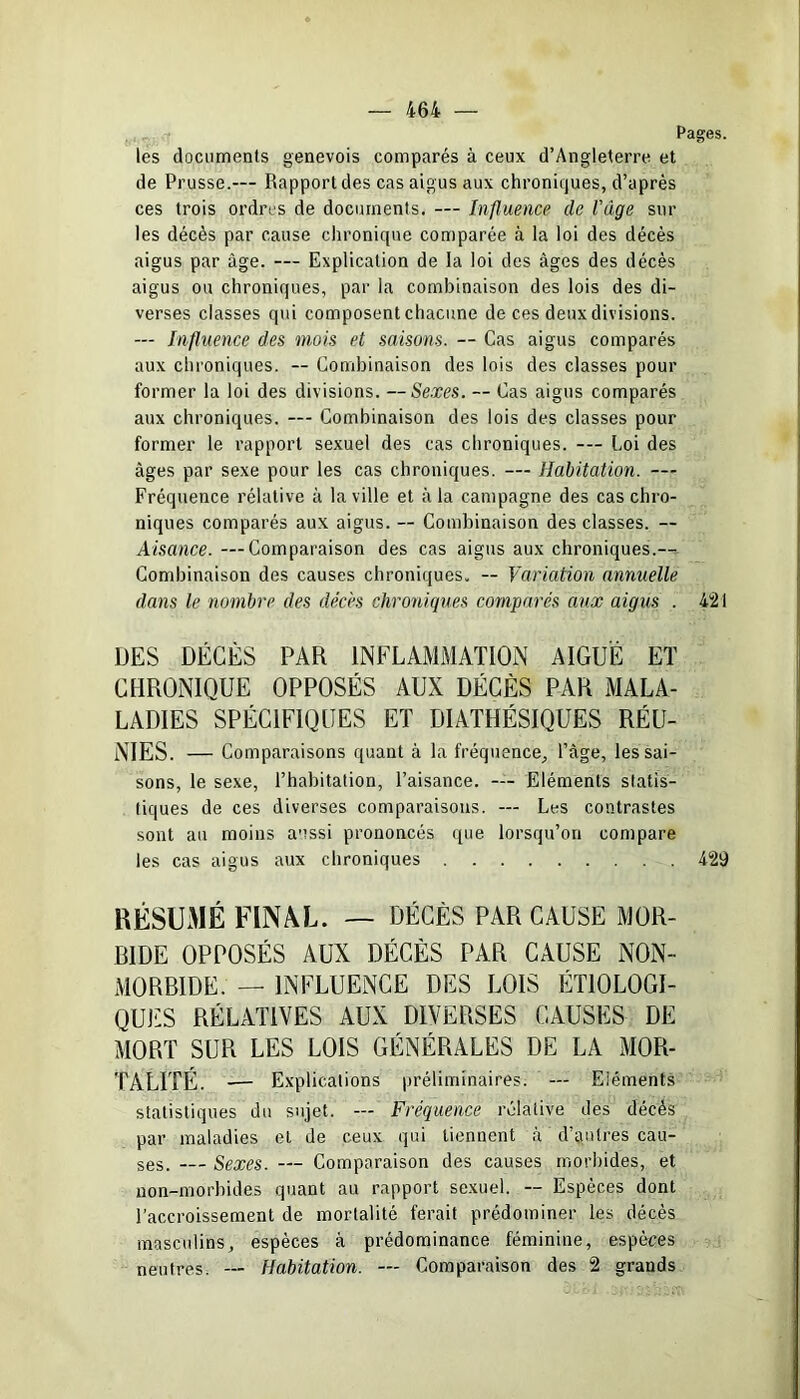 — 464 —
Pages.
les documents genevois comparés à ceux d'Angleterre et
de Prusse.--- Rapport des cas aigus aux chroniques, d'après
ces trois ordres de documents. --- Influence de l'âge sur
les décès par cause chronique comparée à la loi des décès
aigus par âge. --- Explication de la loi des âges des décès
aigus ou chroniques, par la combinaison des lois des di-
verses classes qui composent chacune de ces deux divisions.
--- Influence des mois et saisons. -- Cas aigus comparés
aux chroniques. -- Combinaison des lois des classes pour
former la loi des divisions. -- Sexes. -- Cas aigus comparés
aux chroniques. --- Combinaison des lois des classes pour
former le rapport sexuel des cas chroniques. --- Loi des
âges par sexe pour les cas chroniques. --- Habitation. ---
Fréquence rélative à la ville et à la campagne des cas chro-
niques comparés aux aigus. -- Combinaison des classes. --
Aisance. --- Comparaison des cas aigus aux chroniques.--
Combinaison des causes chroniques. -- Variation annuelle
dans le nombre des décès chroniques comparés aux aigus . 421
DES DÉCÈS PAR INFLAMMATION AIGUË ET
CHRONIQUE OPPOSÉS AUX DÉCÈS PAR MALA-
LADIES SPÉCIFIQUES ET DIATHÉSIQUES RÉU-
NIES. — Comparaisons quant à la fréquence, l'âge, les sai-
sons, le sexe, l'habitation, l'aisance. --- Eléments statis-
tiques de ces diverses comparaisons. --- Les contrastes
sont au moins aussi prononcés que lorsqu'on compare
les cas aigus aux chroniques . . . . . . . . . 429
RÉSUMÉ FINAL. — DÉCÈS PAR CAUSE MOR-
BIDE OPPOSÉS AUX DÉCÈS PAR CAUSE NON-
MORBIDE. — INFLUENCE DES LOIS ÉTIOLOGI-
QUES RÉLATIVES AUX DIVERSES CAUSES DE
MORT SUR LES LOIS GÉNÉRALES DE LA MOR-
TALITÉ. — Explications préliminaires. --- Eléments
statistiques du sujet. --- Fréquence rélative des décès
par maladies et de ceux qui tiennent à d'autres cau-
ses. --- Sexes. --- Comparaison des causes morbides, et
non-morbides quant au rapport sexuel. -- Espèces dont
l'accroissement de mortalité ferait prédominer les décès
masculins, espèces à prédominance féminine, espèces
neutres. --- Habitation. --- Comparaison des 2 grands